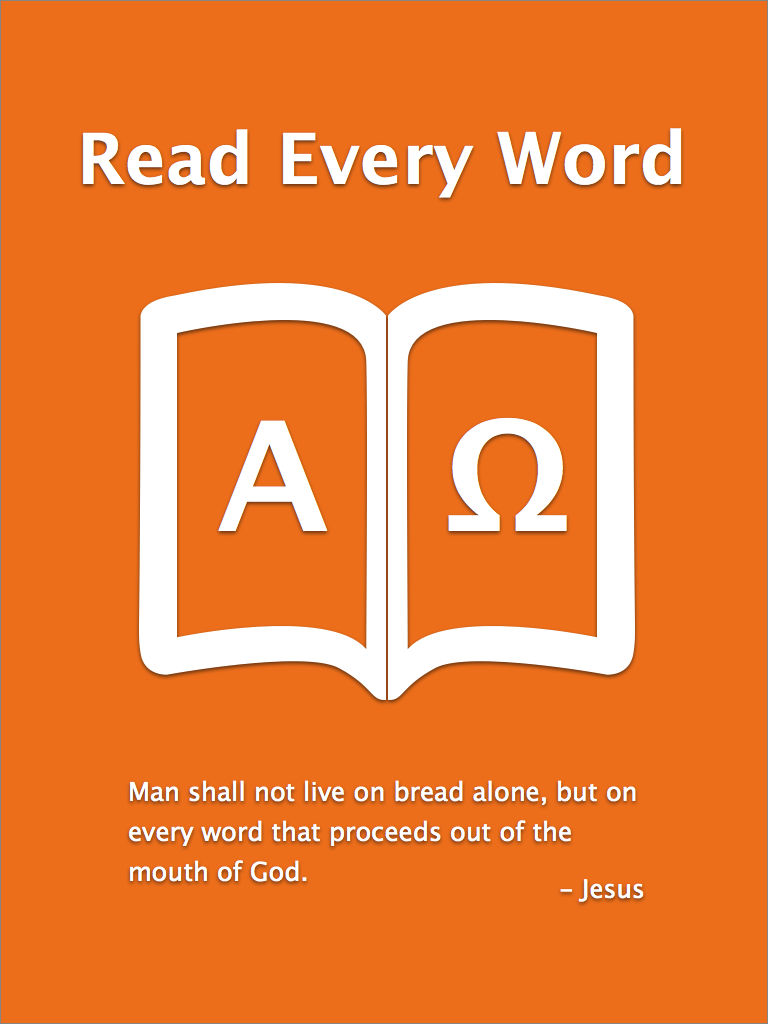 Read Every Word
Α Ω
Man shall not live on bread alone, but on
every word that proceeds out of the
mouth of God.
– Jesus